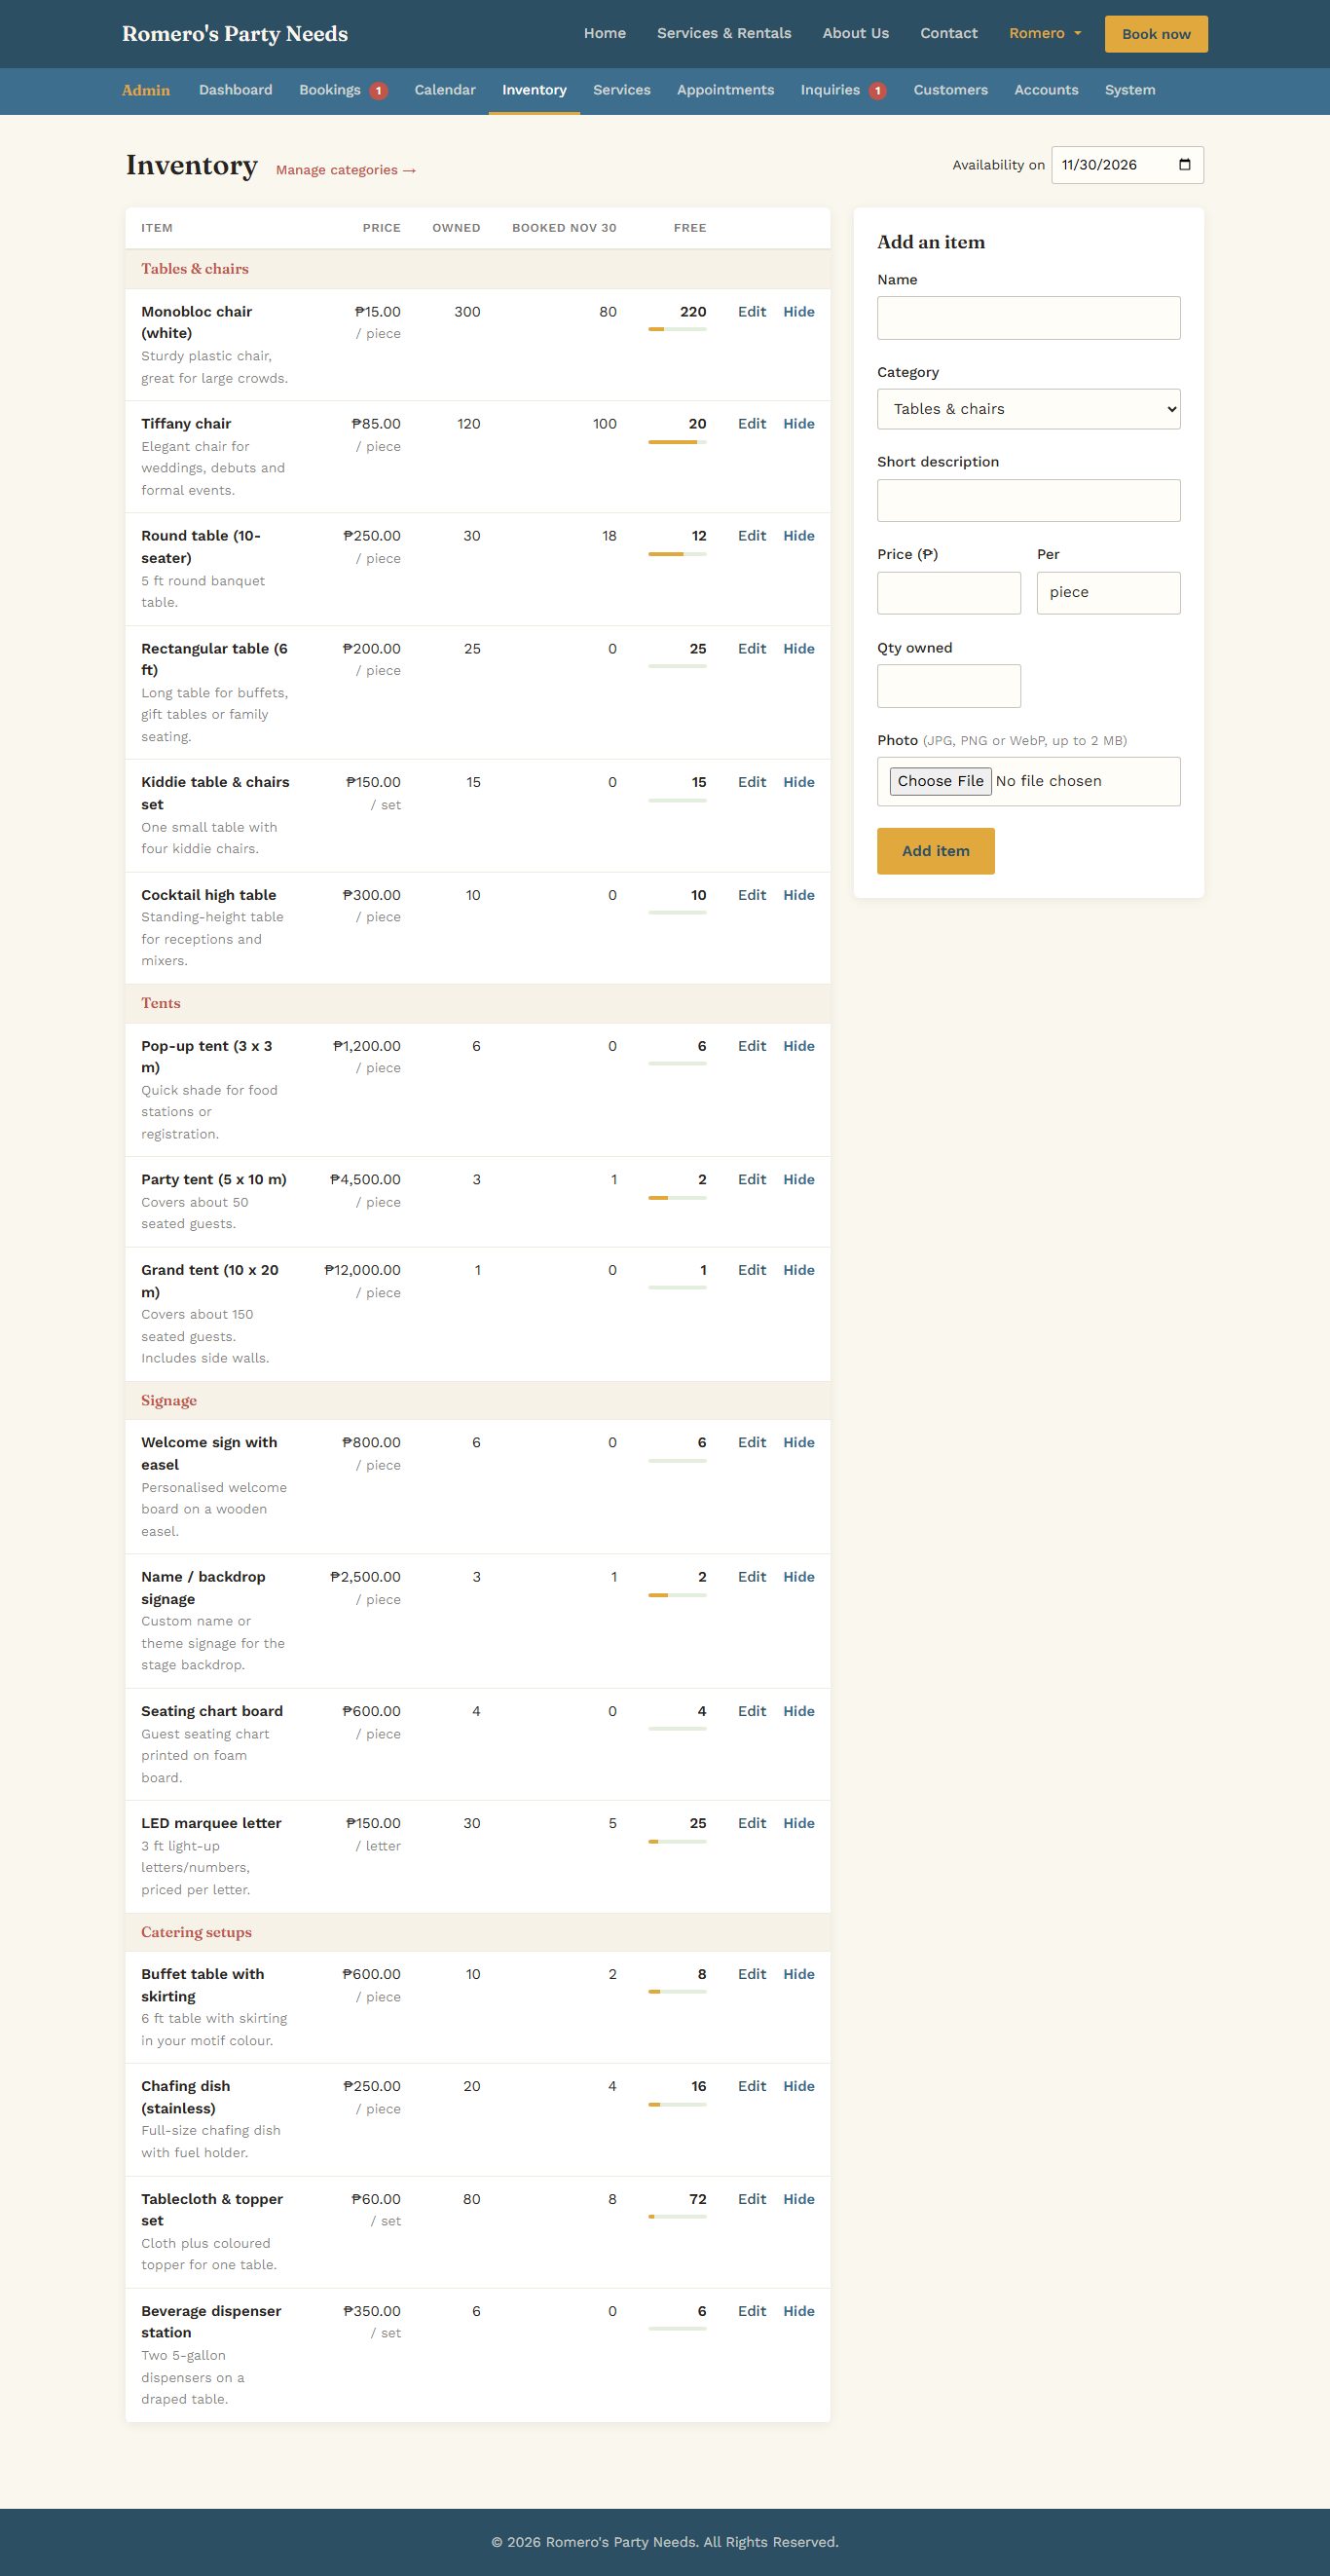 Romero's Party Needs
Home Services & Rentals About Us Contact Romero Book now
Admin Dashboard Bookings 1 Calendar Inventory Services Appointments Inquiries 1 Customers Accounts System
Inventory Manage categories →
Availability on 11/30/2026
ITEM PRICE OWNED BOOKED NOV 30 FREE
Tables & chairs
Monobloc chair ₱15.00 300 80 220 Edit Hide
(white) / piece
Sturdy plastic chair,
great for large crowds.
Tiffany chair ₱85.00 120 100 20 Edit Hide
Elegant chair for / piece
weddings, debuts and
formal events.
Round table (10- ₱250.00 30 18 12 Edit Hide
seater) / piece
5 ft round banquet
table.
Rectangular table (6 ₱200.00 25 0 25 Edit Hide
ft) / piece
Long table for buffets,
gift tables or family
seating.
Kiddie table & chairs ₱150.00 15 0 15 Edit Hide
set / set
One small table with
four kiddie chairs.
Cocktail high table ₱300.00 10 0 10 Edit Hide
Standing-height table / piece
for receptions and
mixers.
Tents
Pop-up tent (3 x 3 ₱1,200.00 6 0 6 Edit Hide
m) / piece
Quick shade for food
stations or
registration.
Party tent (5 x 10 m) ₱4,500.00 3 1 2 Edit Hide
Covers about 50 / piece
seated guests.
Grand tent (10 x 20 ₱12,000.00 1 0 1 Edit Hide
m) / piece
Covers about 150
seated guests.
Includes side walls.
Signage
Welcome sign with ₱800.00 6 0 6 Edit Hide
easel / piece
Personalised welcome
board on a wooden
easel.
Name / backdrop ₱2,500.00 3 1 2 Edit Hide
signage / piece
Custom name or
theme signage for the
stage backdrop.
Seating chart board ₱600.00 4 0 4 Edit Hide
Guest seating chart / piece
printed on foam
board.
LED marquee letter ₱150.00 30 5 25 Edit Hide
3 ft light-up / letter
letters/numbers,
priced per letter.
Catering setups
Buffet table with ₱600.00 10 2 8 Edit Hide
skirting / piece
6 ft table with skirting
in your motif colour.
Chafing dish ₱250.00 20 4 16 Edit Hide
(stainless) / piece
Full-size chafing dish
with fuel holder.
Tablecloth & topper ₱60.00 80 8 72 Edit Hide
set / set
Cloth plus coloured
topper for one table.
Beverage dispenser ₱350.00 6 0 6 Edit Hide
station / set
Two 5-gallon
dispensers on a
draped table.
Add an item
Name
Category
Tables & chairs
Short description
Price (₱) Per
piece
Qty owned
Photo (JPG, PNG or WebP, up to 2 MB)
Choose File No file chosen
Add item
© 2026 Romero's Party Needs. All Rights Reserved.